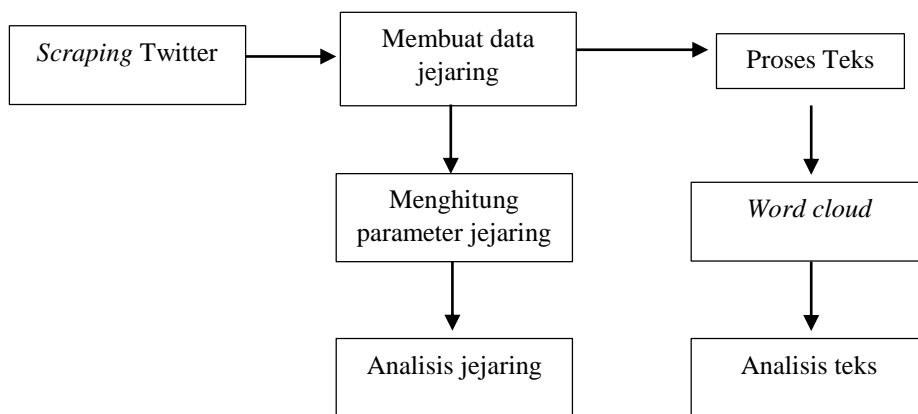 Scraping Twitter
Membuat data
jejaring
Proses Teks
Menghitung
parameter jejaring
Word cloud
Analisis jejaring
Analisis teks